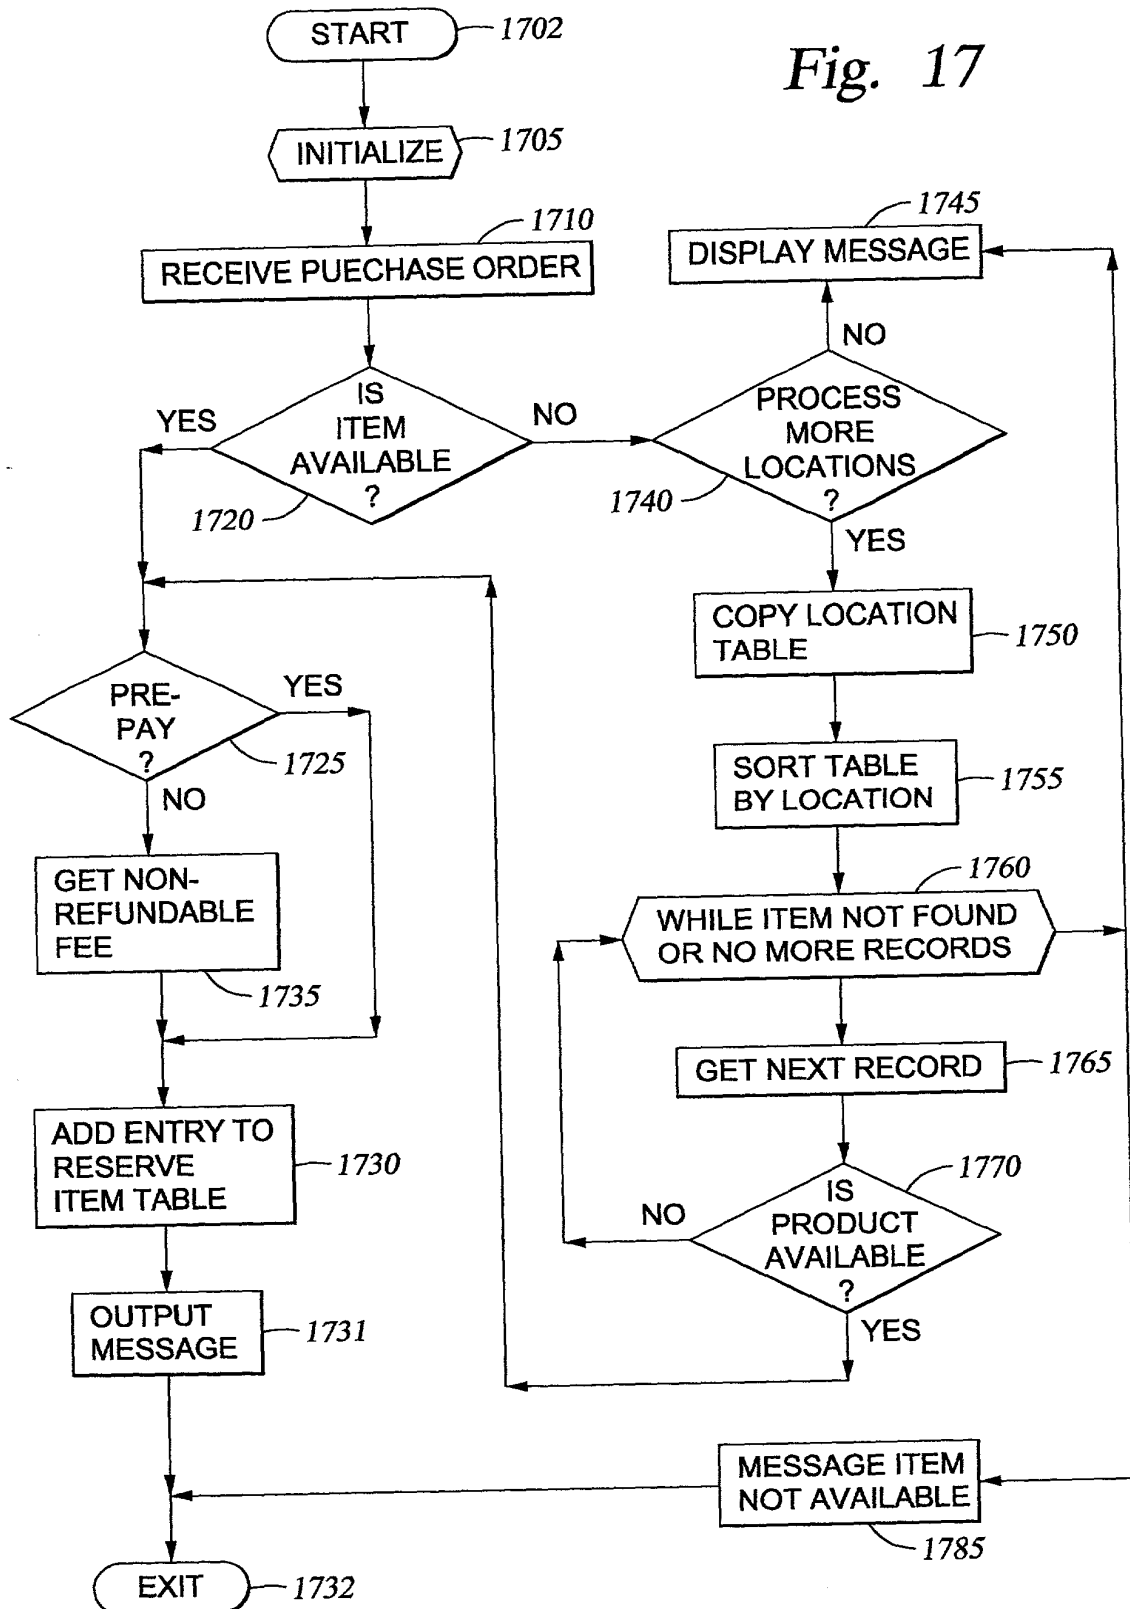 START
1702
Fig. 17
INITIALIZE
1705
1710
RECEIVE PUECHASE ORDER
1745
DISPLAY MESSAGE
NO
YES
IS
ITEM
AVAILABLE
?
1720
NO
PROCESS
MORE
LOCATIONS
?
1740
YES
COPY LOCATION
TABLE
1750
PRE-
PAY
?
YES
1725
NO
SORT TABLE
BY LOCATION
1755
GET NON-
REFUNDABLE
FEE
1735
1760
WHILE ITEM NOT FOUND
OR NO MORE RECORDS
GET NEXT RECORD
1765
ADD ENTRY TO
RESERVE
ITEM TABLE
1730
1770
IS
PRODUCT
AVAILABLE
?
NO
YES
OUTPUT
MESSAGE
1731
MESSAGE ITEM
NOT AVAILABLE
1785
EXIT
1732